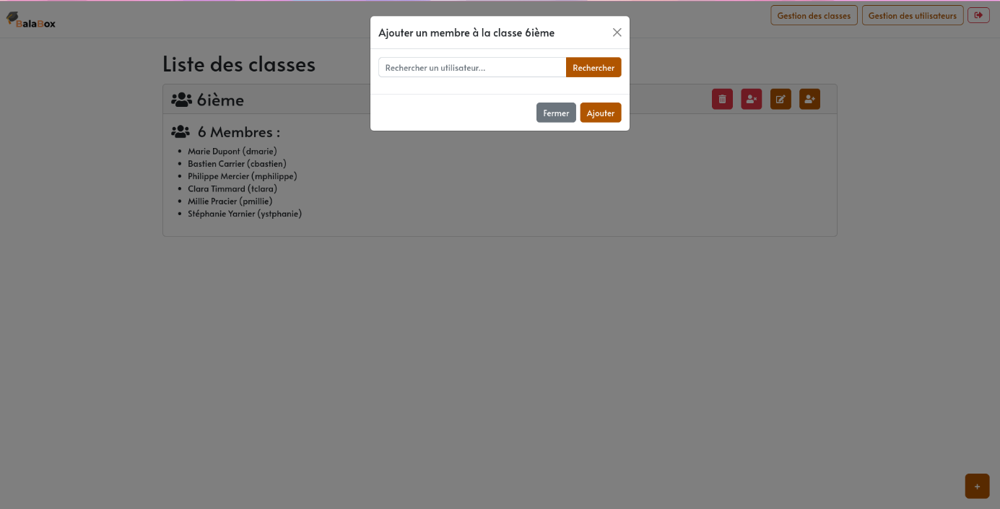 BalaBox
Gestion des classes
Gestion des utilisateurs
Ajouter un membre à la classe 6ième
Rechercher un utilisateur...
Rechercher
Fermer
Ajouter
Liste des classes
6ième
6 Membres :
Marie Dupont (dmarie)
Bastien Carrier (cbastien)
Philippe Mercier (mphilippe)
Clara Timmard (tclara)
Millie Pracier (pmillie)
Stéphanie Yarnier (ystphanie)
+